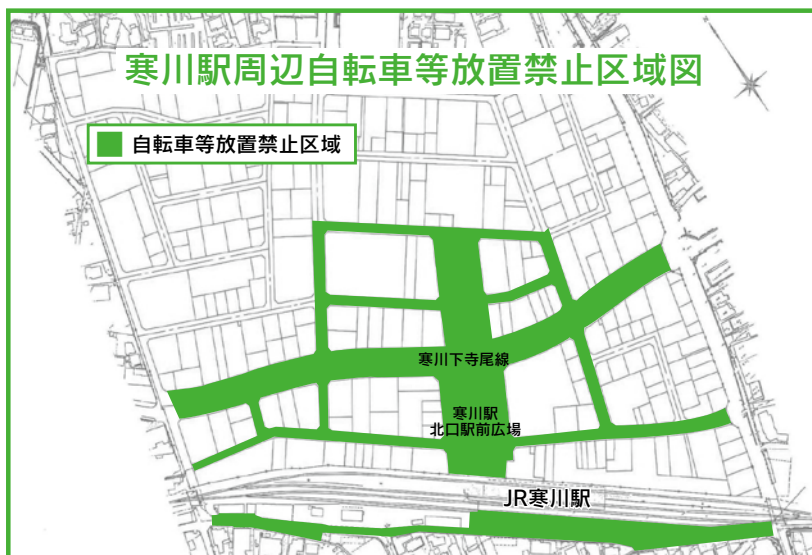 寒川駅周辺自転車等放置禁止区域図
自転車等放置禁止区域
寒川下寺尾線
寒川駅
北口駅前広場
JR寒川駅